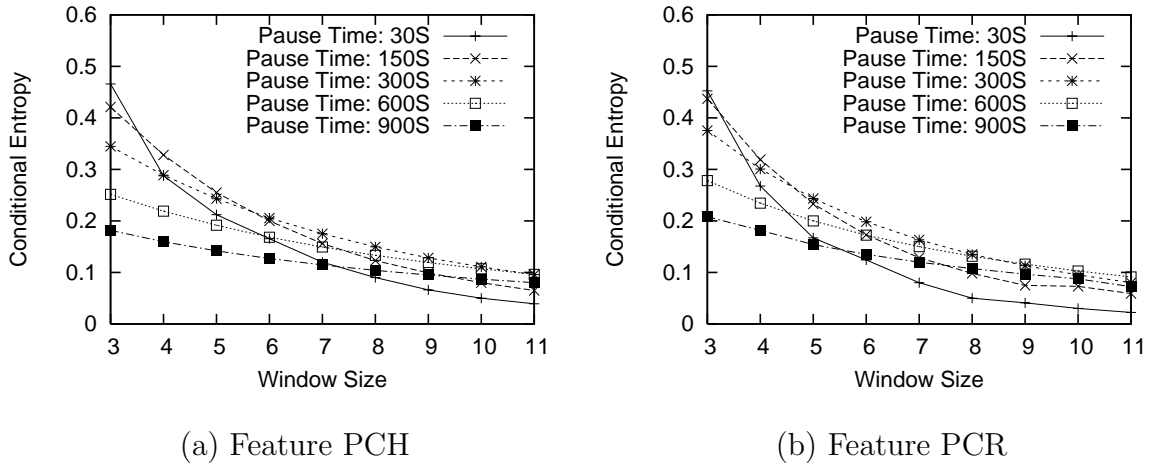 0.6
0.5
0.4
0.3
0.2
0.1
0
3 4 5 6 7 8 9 10 11
Conditional Entropy
Window Size
Pause Time: 30S
Pause Time: 150S
Pause Time: 300S
Pause Time: 600S
Pause Time: 900S
(a) Feature PCH
0.6
0.5
0.4
0.3
0.2
0.1
0
3 4 5 6 7 8 9 10 11
Conditional Entropy
Window Size
Pause Time: 30S
Pause Time: 150S
Pause Time: 300S
Pause Time: 600S
Pause Time: 900S
(b) Feature PCR